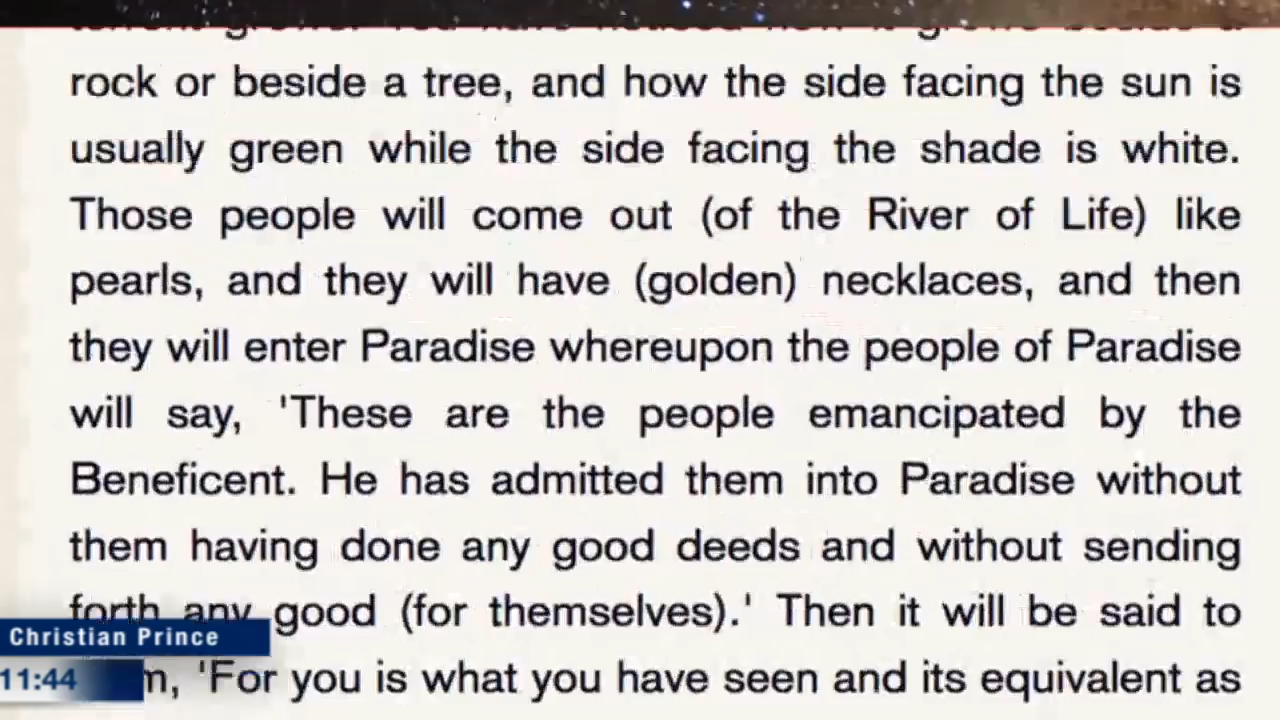 rock or beside a tree, and how the side facing the sun is
usually green while the side facing the shade is white.
Those people will come out (of the River of Life) like
pearls, and they will have (golden) necklaces, and then
they will enter Paradise whereupon the people of Paradise
will say, 'These are the people emancipated by the
Beneficent. He has admitted them into Paradise without
them having done any good deeds and without sending
forth any good (for themselves).' Then it will be said to
'For you is what you have seen and its equivalent as
Christian Prince
11:44